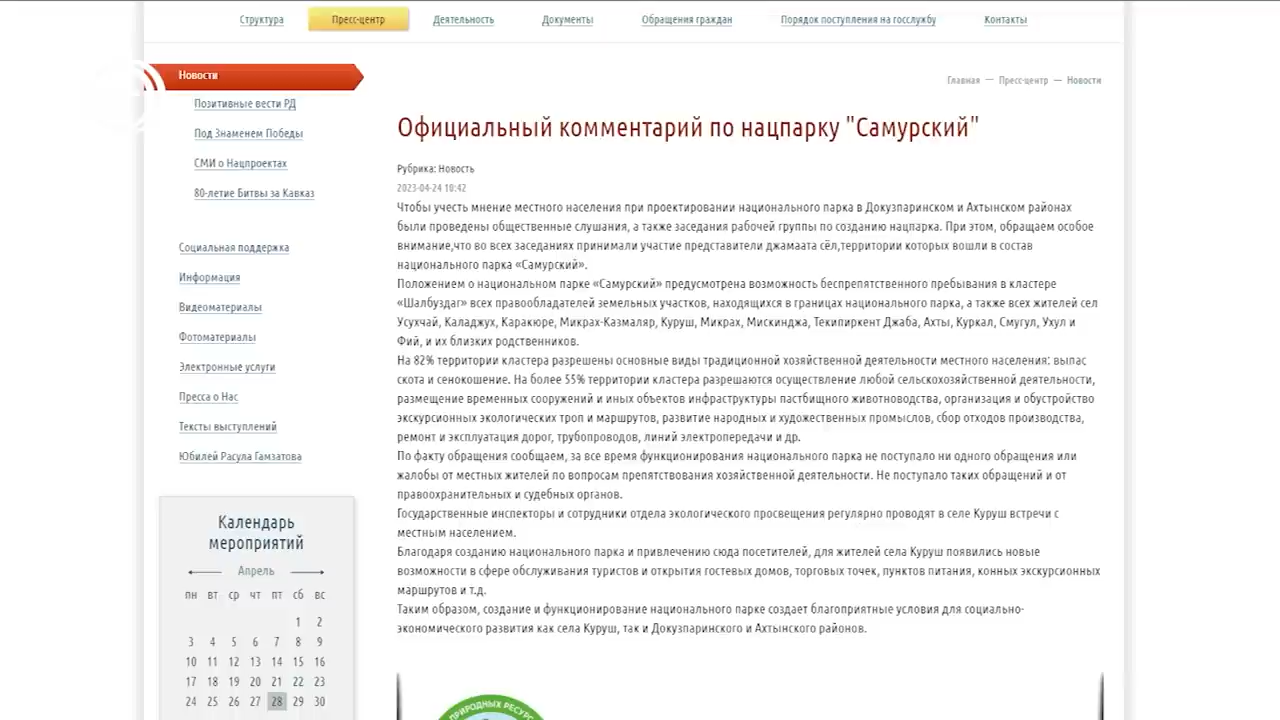 Структура Пресс-центр Деятельность Документы Обращения граждан Порядок поступления на госслужбу Контакты
Новости
Позитивные вести РД
Под Знаменем Победы
СМИ о Нацпроектах
80-летие Битвы за Кавказ
Социальная поддержка
Информация
Видеоматериалы
Фотоматериалы
Электронные услуги
Пресса о Нас
Тексты выступлений
Юбилей Расула Гамзатова
Календарь
мероприятий
Апрель
пн вт ср чт пт сб вс
1 2
3 4 5 6 7 8 9
10 11 12 13 14 15 16
17 18 19 20 21 22 23
24 25 26 27 28 29 30
Главная — Пресс-центр — Новости
Официальный комментарий по нацпарку "Самурский"
Рубрика: Новость
2023-04-24 10:42
Чтобы учесть мнение местного населения при проектировании национального парка в Докузпаринском и Ахтынском районах
были проведены общественные слушания, а также заседания рабочей группы по созданию нацпарка. При этом, обращаем особое
внимание,что во всех заседаниях принимали участие представители джамаата сёл,территории которых вошли в состав
национального парка «Самурский».
Положением о национальном парке «Самурский» предусмотрена возможность беспрепятственного пребывания в кластере
«Шалбуздаг» всех правообладателей земельных участков, находящихся в границах национального парка, а также всех жителей сел
Усухчай, Каладжух, Каракюре, Микрах-Казмаляр, Куруш, Микрах, Мискинджа, Текипиркент Джаба, Ахты, Куркал, Смугул, Ухул и
Фий, и их близких родственников.
На 82% территории кластера разрешены основные виды традиционной хозяйственной деятельности местного населения: выпас
скота и сенокошение. На более 55% территории кластера разрешаются осуществление любой сельскохозяйственной деятельности,
размещение временных сооружений и иных объектов инфраструктуры пастбищного животноводства, организация и обустройство
экскурсионных экологических троп и маршрутов, развитие народных и художественных промыслов, сбор отходов производства,
ремонт и эксплуатация дорог, трубопроводов, линий электропередачи и др.
По факту обращения сообщаем, за все время функционирования национального парка не поступало ни одного обращения или
жалобы от местных жителей по вопросам препятствования хозяйственной деятельности. Не поступало таких обращений и от
правоохранительных и судебных органов.
Государственные инспекторы и сотрудники отдела экологического просвещения регулярно проводят в селе Куруш встречи с
местным населением.
Благодаря созданию национального парка и привлечению сюда посетителей, для жителей села Куруш появились новые
возможности в сфере обслуживания туристов и открытия гостевых домов, торговых точек, пунктов питания, конных экскурсионных
маршрутов и т.д.
Таким образом, создание и функционирование национального парке создает благоприятные условия для социально-
экономического развития как села Куруш, так и Докузпаринского и Ахтынского районов.
ПРИРОДНЫХ РЕСУРС